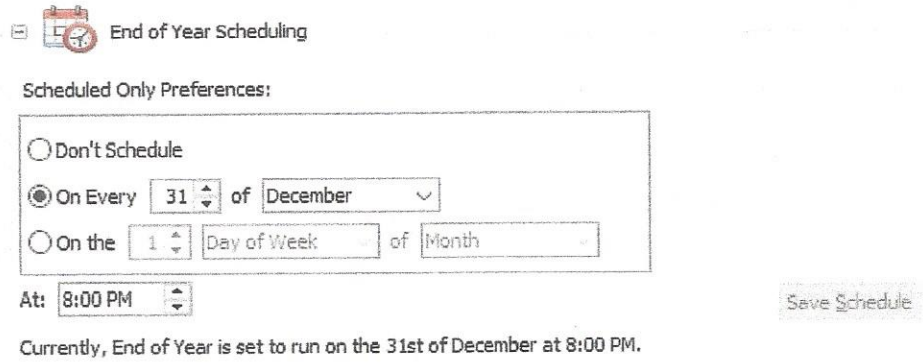 End of Year Scheduling
Scheduled Only Preferences:
Don't Schedule
On Every 31 of December
On the 1 Day of Week of Month
At: 8:00 PM
Save Schedule
Currently, End of Year is set to run on the 31st of December at 8:00 PM.